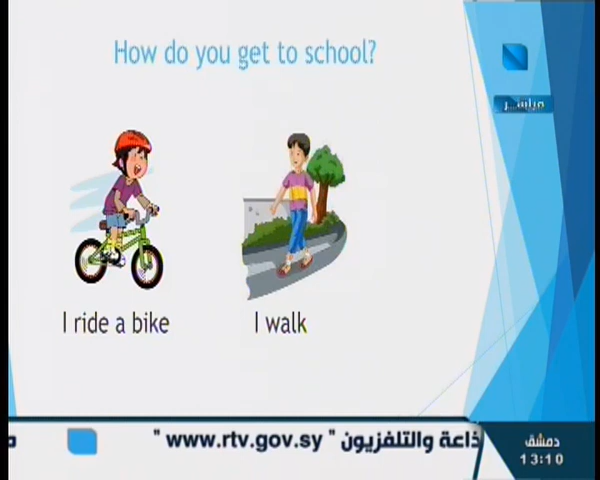 How do you get to school?
مباشر
I ride a bike
I walk
ذاعة والتلفزيون " www.rtv.gov.sy "
دمشق
13:10